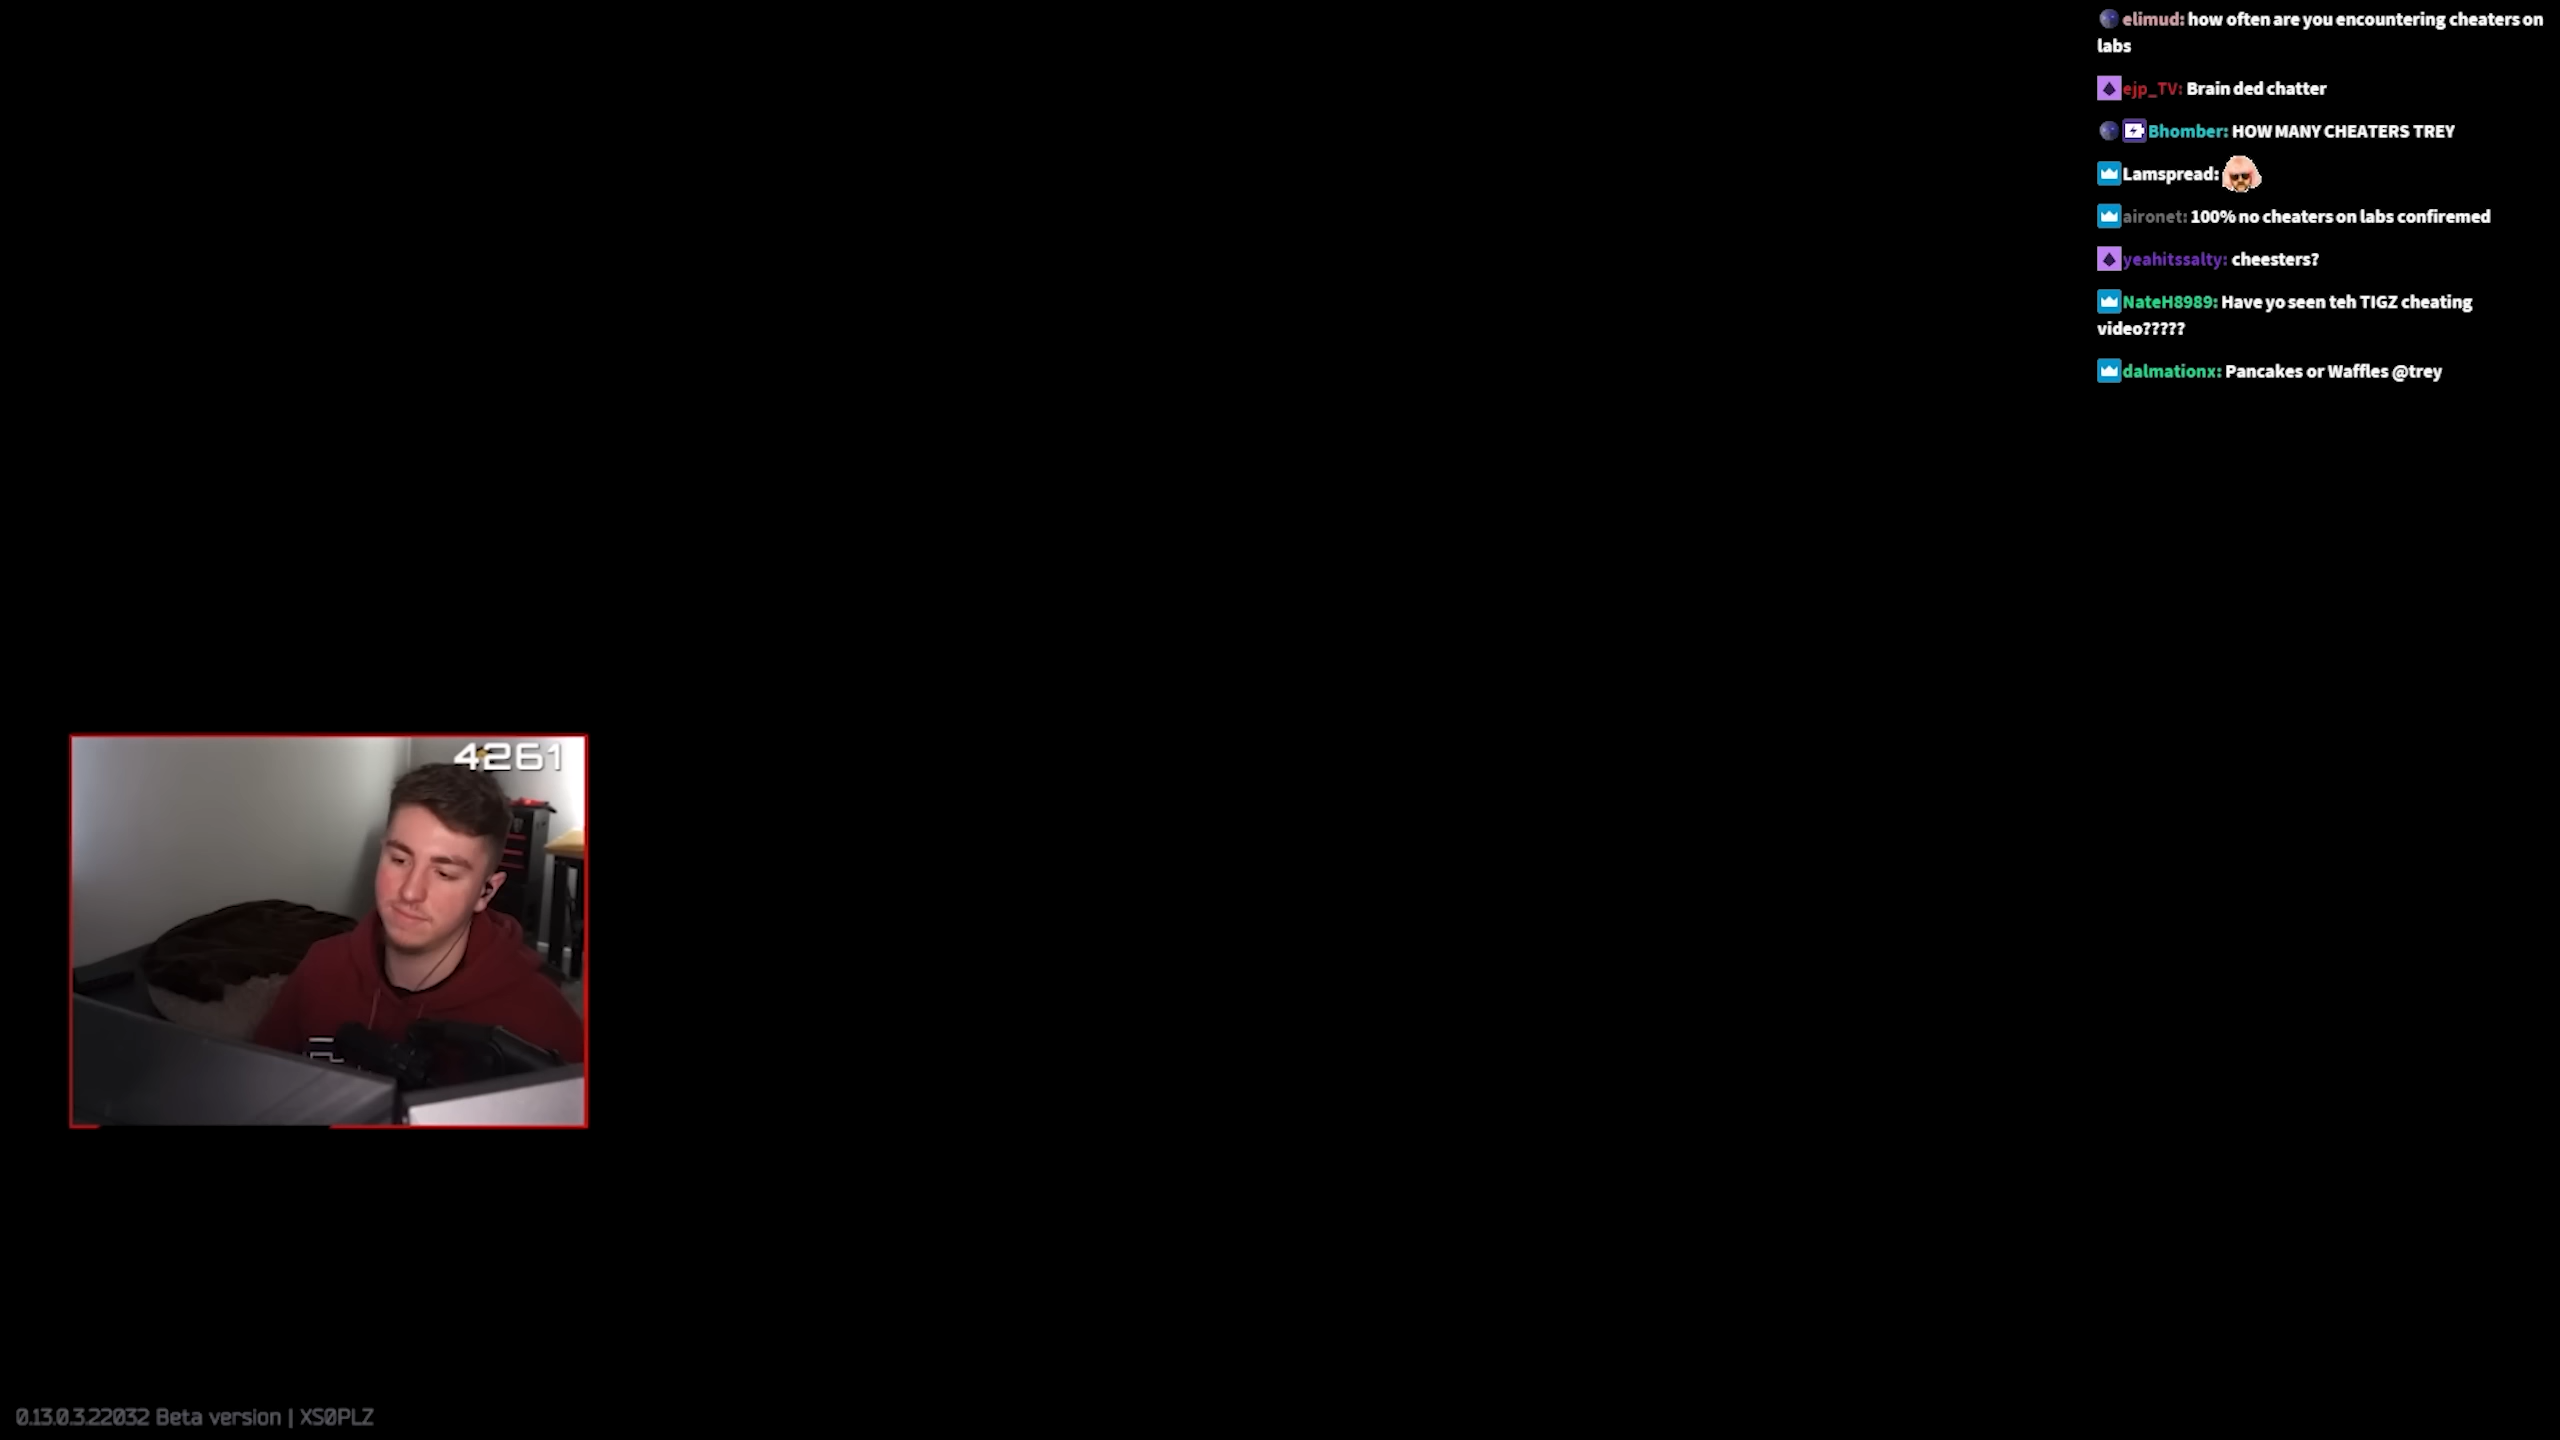 elimud: how often are you encountering cheaters on
labs
ejp_TV: Brain ded chatter
Bhomber: HOW MANY CHEATERS TREY
Lamspread:
aironet: 100% no cheaters on labs confiremed
yeahitssalty: cheesters?
NateH8989: Have yo seen teh TIGZ cheating
video?????
dalmationx: Pancakes or Waffles @trey
4261
0.13.0.3.22032 Beta version | XS0PLZ